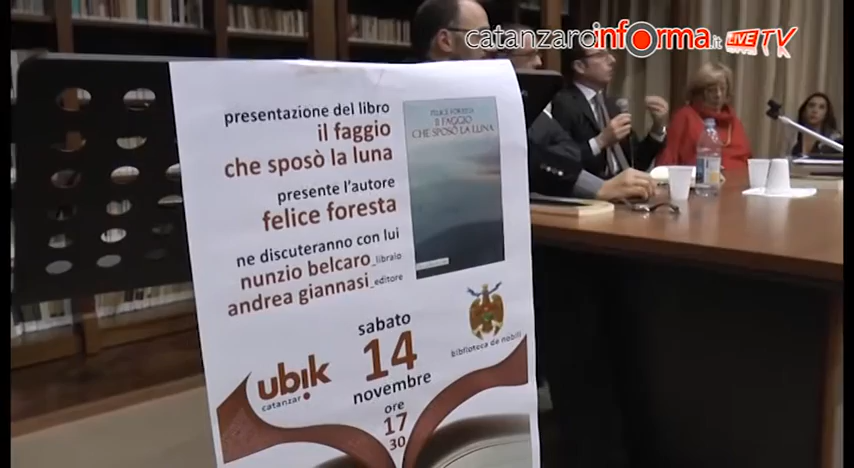 catanzaroinforma.it LIVE TV
presentazione del libro
il faggio
che sposò la luna
presente l'autore
felice foresta
ne discuteranno con lui
nunzio belcaro_libraio
andrea giannasi_editore
sabato
14
novembre
ore
17
30
ubik
catanzaro
biblioteca de nobili
FELICE FORESTA
IL FAGGIO
CHE SPOSÒ LA LUNA